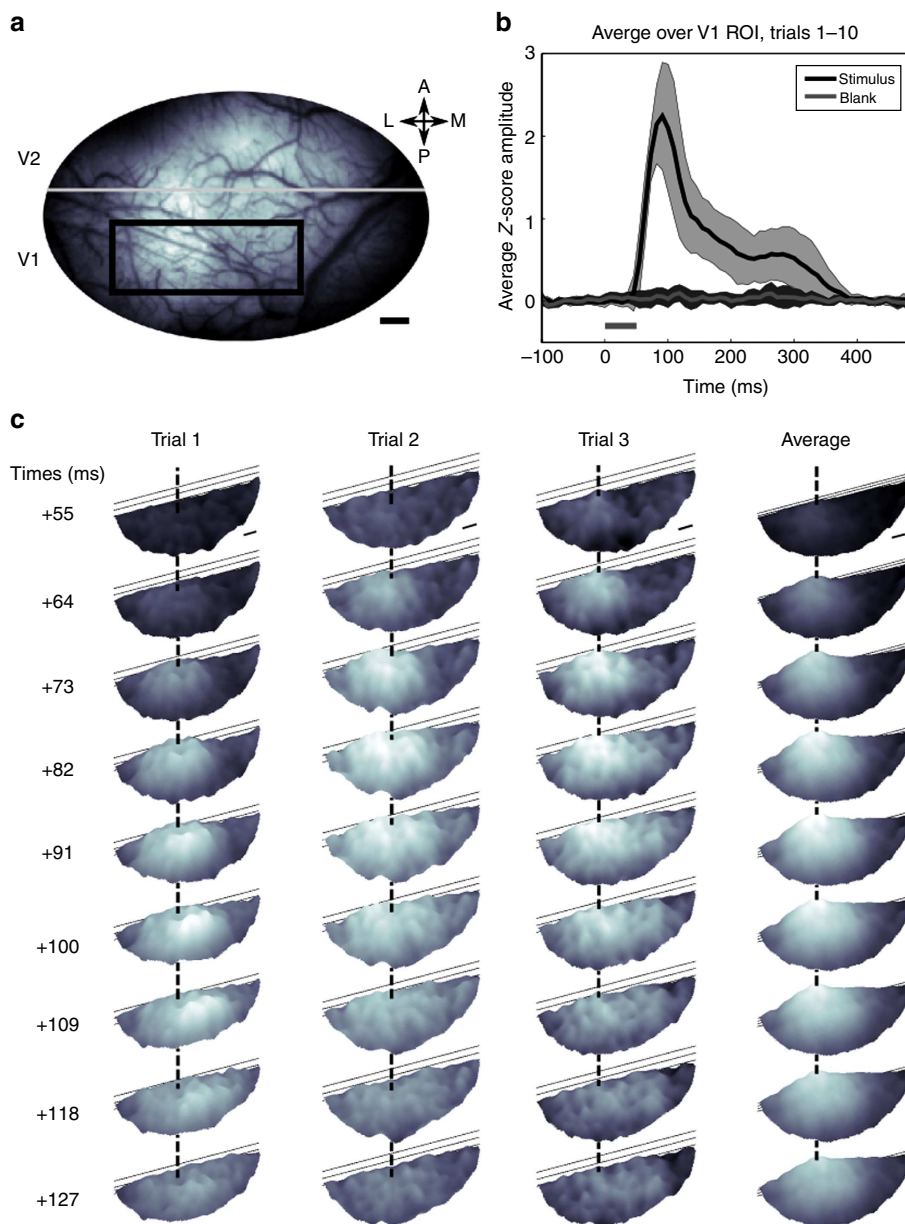 a
A
L M
P
V2
V1
b
Averge over V1 ROI, trials 1–10
Stimulus
Blank
Average Z-score amplitude
3
2
1
0
–100 0 100 200 300 400
Time (ms)
c
Trial 1 Trial 2 Trial 3 Average
Times (ms)
+55
+64
+73
+82
+91
+100
+109
+118
+127